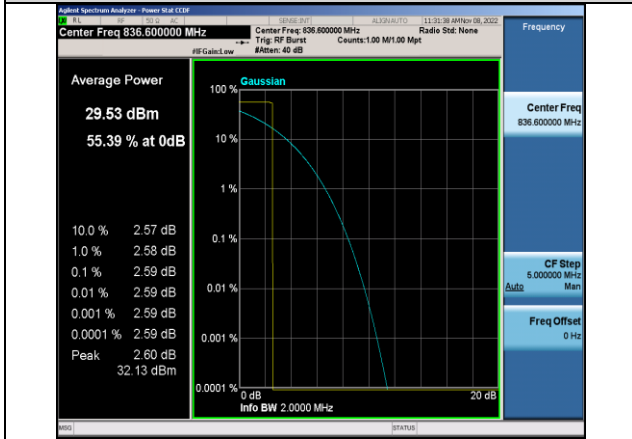 Agilent Spectrum Analyzer - Power Stat CCDF
RL RF 50 Ω AC SENSE:INT ALIGN AUTO 11:31:38 AM Nov 08, 2022
Center Freq 836.600000 MHz
Center Freq: 836.600000 MHz Radio Std: None
Trig: RF Burst Counts:1.00 M/1.00 Mpt
#IFGain:Low #Atten: 40 dB
Frequency
Average Power
29.53 dBm
55.39 % at 0dB
10.0 % 2.57 dB
1.0 % 2.58 dB
0.1 % 2.59 dB
0.01 % 2.59 dB
0.001 % 2.59 dB
0.0001 % 2.59 dB
Peak 2.60 dB
32.13 dBm
Gaussian
100 %
10 %
1 %
0.1 %
0.01 %
0.001 %
0.0001 %
0 dB 20 dB
Info BW 2.0000 MHz
Center Freq
836.600000 MHz
CF Step
5.000000 MHz
Auto Man
Freq Offset
0 Hz
MSG STATUS